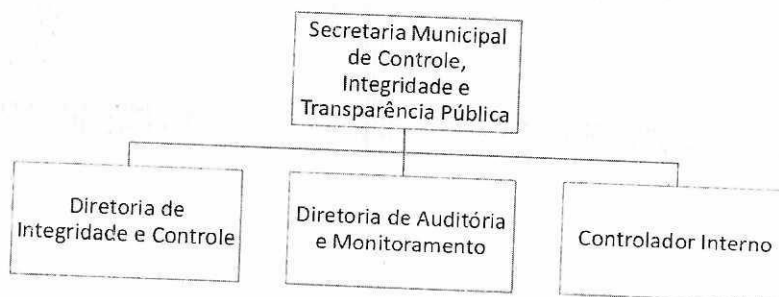 Secretaria Municipal
de Controle,
Integridade e
Transparência Pública
Diretoria de
Integridade e Controle
Diretoria de Auditória
e Monitoramento
Controlador Interno